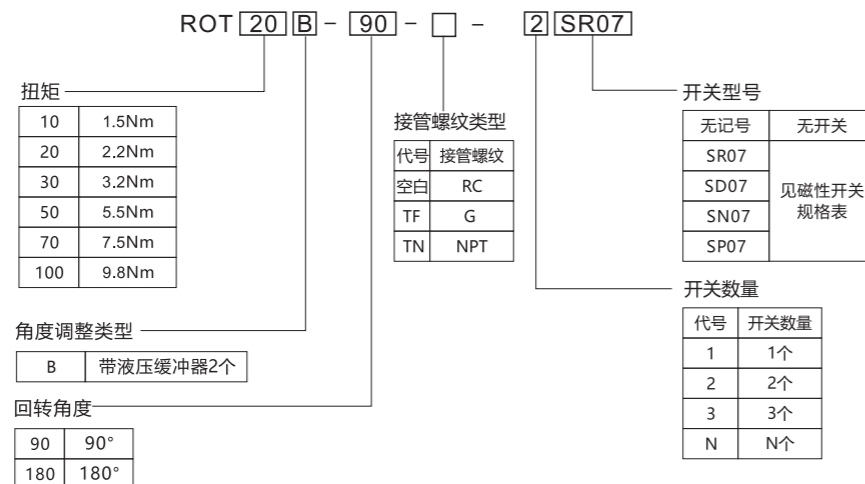 ROT 20 B - 90 - □ - 2 SR07
扭矩
10 1.5Nm
20 2.2Nm
30 3.2Nm
50 5.5Nm
70 7.5Nm
100 9.8Nm
角度调整类型
B 带液压缓冲器2个
回转角度
90 90°
180 180°
接管螺纹类型
代号 接管螺纹
空白 RC
TF G
TN NPT
开关型号
无记号 无开关
SR07
SD07
SN07
SP07
见磁性开关
规格表
开关数量
代号 开关数量
1 1个
2 2个
3 3个
N N个